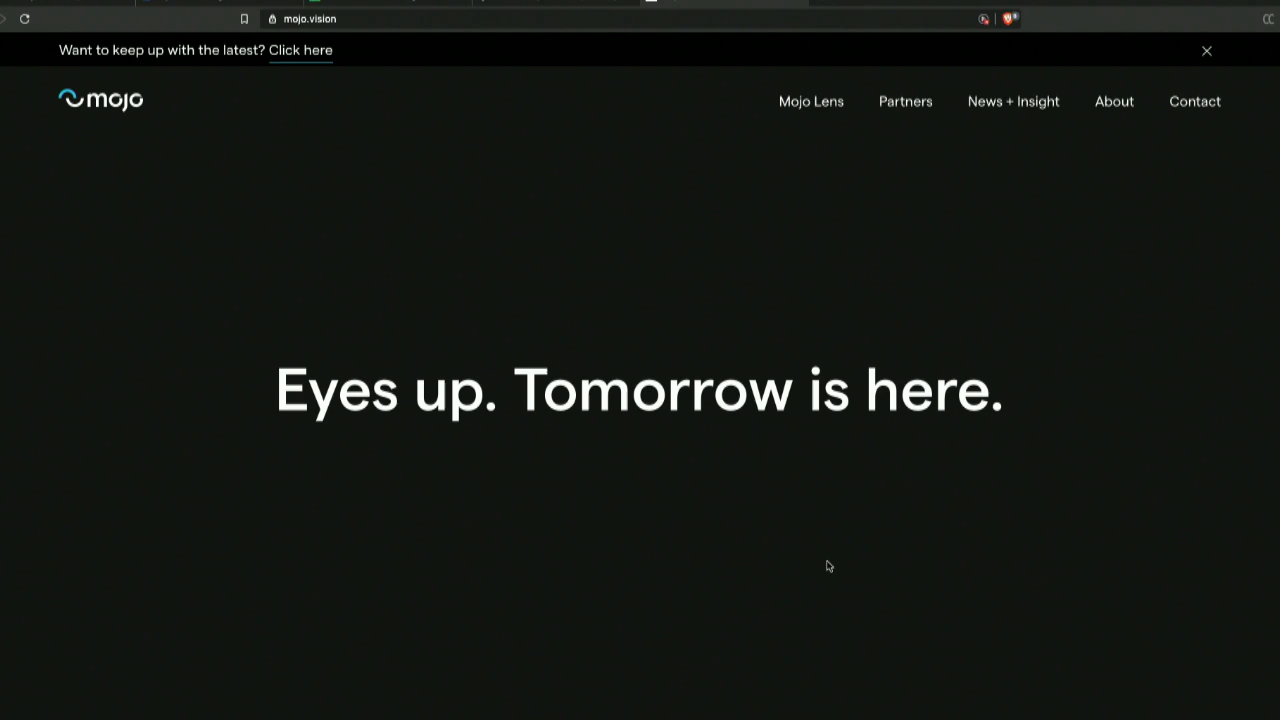 mojo.vision
Want to keep up with the latest? Click here
mojo
Mojo Lens
Partners
News + Insight
About
Contact
Eyes up. Tomorrow is here.